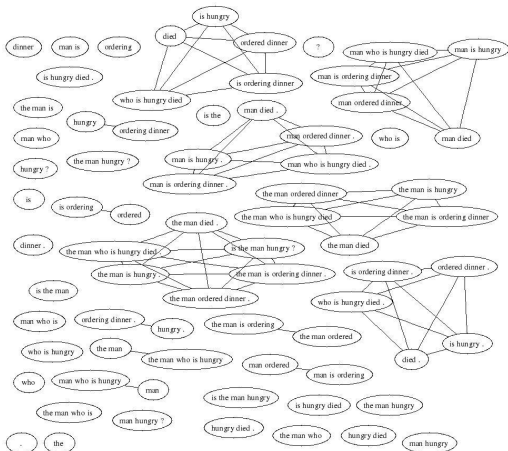 is hungry
died
ordered dinner
dinner
man is
ordering
?
man who is hungry died
man is hungry
is hungry died .
is ordering dinner
man is ordering dinner
who is hungry died
man ordered dinner
the man is
hungry
ordering dinner
is the
man died .
man who
man ordered dinner .
who is
man died
the man hungry ?
man is hungry .
man who is hungry died .
hungry ?
man is ordering dinner .
is
is ordering
ordered
the man ordered dinner
the man is hungry
the man who is hungry died
the man is ordering dinner
the man died .
dinner .
the man who is hungry died .
is the man hungry ?
the man died
the man is hungry .
the man is ordering dinner .
is ordering dinner .
ordered dinner .
is the man
the man ordered dinner .
who is hungry died .
man who is
ordering dinner .
hungry .
the man is ordering
the man ordered
is hungry .
who is hungry
the man
the man who is hungry
died .
man ordered
man is ordering
who
man who is hungry
man
is the man hungry
the man who is
man hungry ?
is hungry died
the man hungry
hungry died .
the man who
hungry died
man hungry
.
the